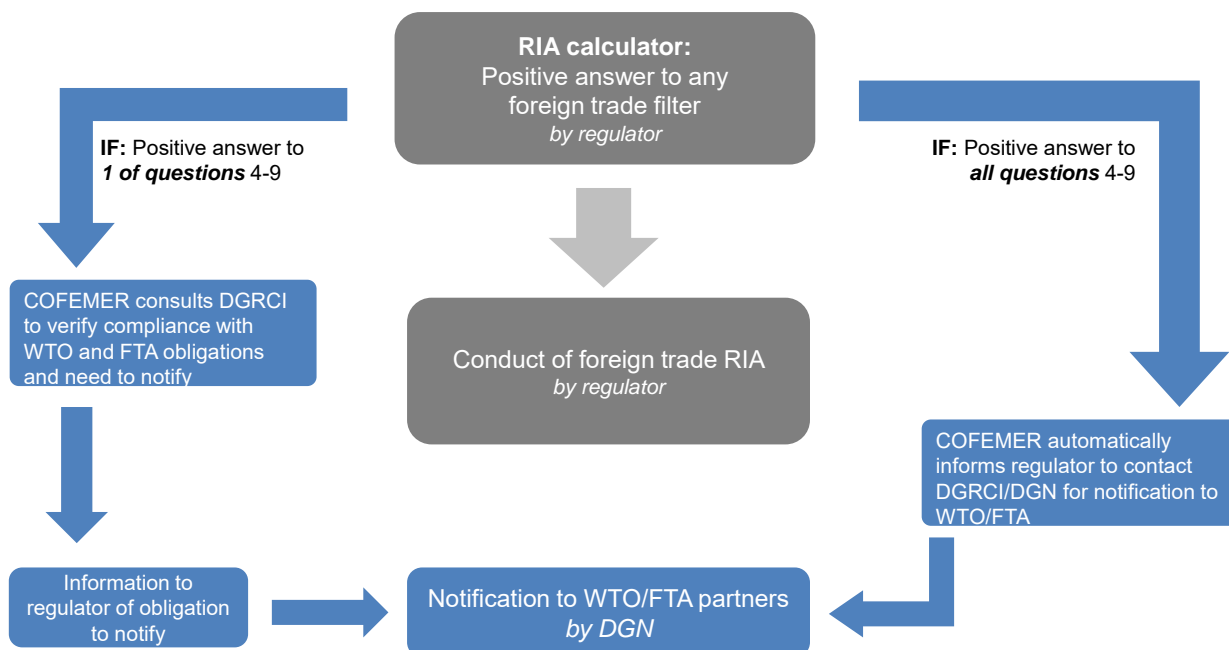 RIA calculator:
Positive answer to any
foreign trade filter
by regulator
IF: Positive answer to
1 of questions 4-9
IF: Positive answer to
all questions 4-9
COFEMER consults DGRCI
to verify compliance with
WTO and FTA obligations
and need to notify
Conduct of foreign trade RIA
by regulator
COFEMER automatically
informs regulator to contact
DGRCI/DGN for notification to
WTO/FTA
Information to
regulator of obligation
to notify
Notification to WTO/FTA partners
by DGN